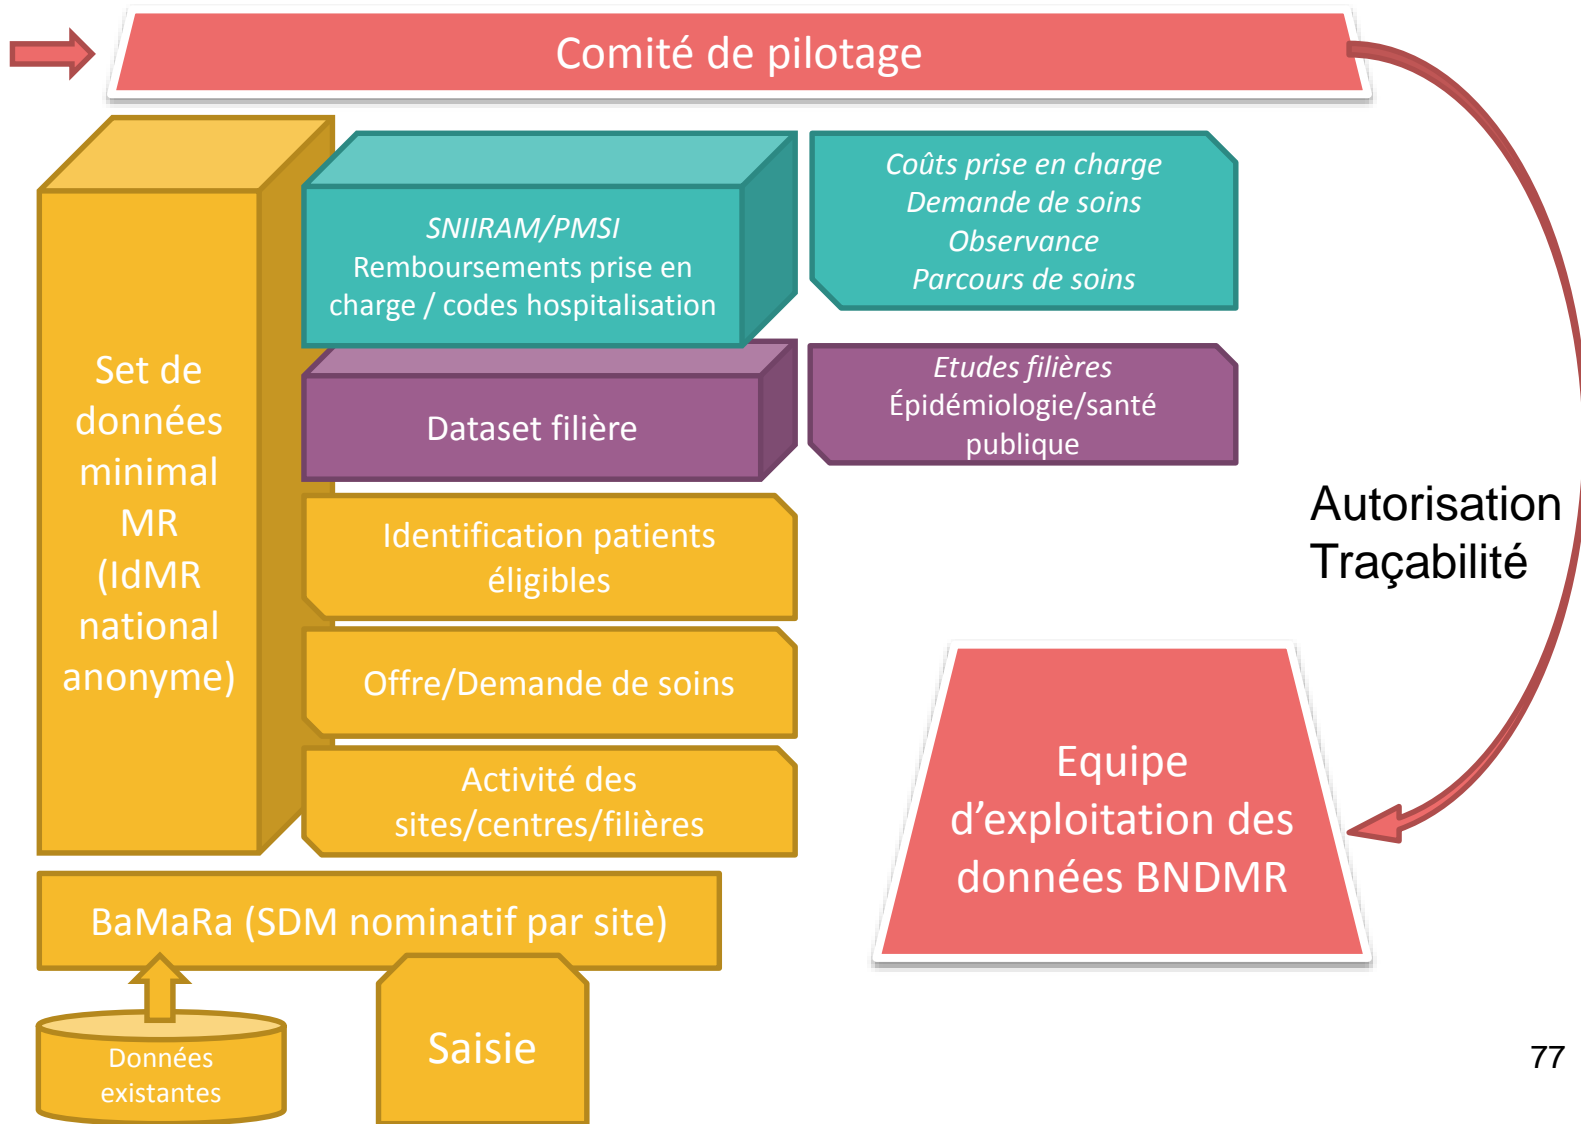 Comité de pilotage
SNIIRAM/PMSI
Remboursements prise en
charge / codes hospitalisation
Coûts prise en charge
Demande de soins
Observance
Parcours de soins
Set de
données
minimal
MR
(IdMR
national
anonyme)
Dataset filière
Etudes filières
Épidémiologie/santé
publique
Identification patients
éligibles
Offre/Demande de soins
Activité des
sites/centres/filières
Autorisation
Traçabilité
Equipe
d’exploitation des
données BNDMR
BaMaRa (SDM nominatif par site)
Données
existantes
Saisie
77